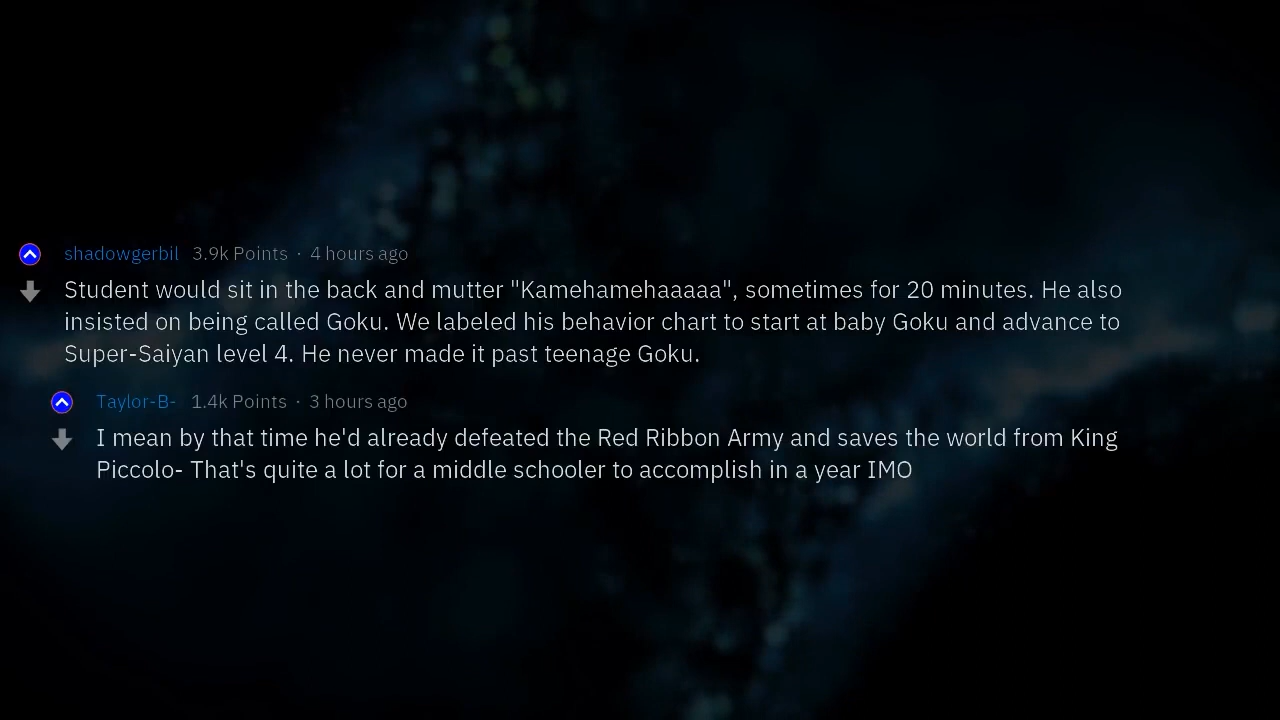 shadowgerbil 3.9k Points · 4 hours ago
Student would sit in the back and mutter "Kamehamehaaaaa", sometimes for 20 minutes. He also
insisted on being called Goku. We labeled his behavior chart to start at baby Goku and advance to
Super-Saiyan level 4. He never made it past teenage Goku.
Taylor-B- 1.4k Points · 3 hours ago
I mean by that time he'd already defeated the Red Ribbon Army and saves the world from King
Piccolo- That's quite a lot for a middle schooler to accomplish in a year IMO